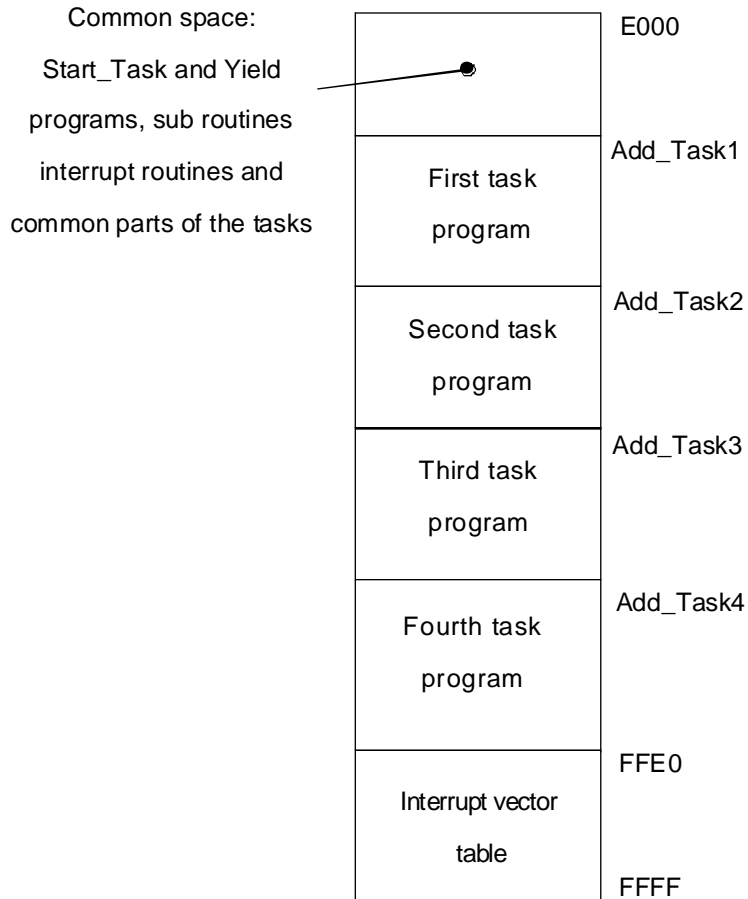 Common space:
Start_Task and Yield
programs, sub routines
interrupt routines and
common parts of the tasks
E000
Add_Task1
First task
program
Add_Task2
Second task
program
Add_Task3
Third task
program
Add_Task4
Fourth task
program
FFE0
Interrupt vector
table
FFFF